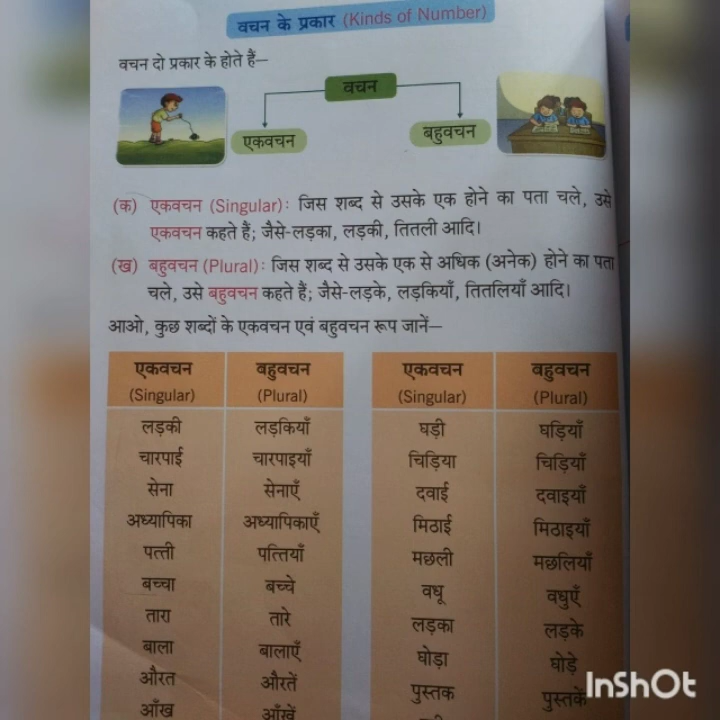 वचन के प्रकार (Kinds of Number)
वचन दो प्रकार के होते हैं—
वचन
एकवचन
बहुवचन
(क) एकवचन (Singular): जिस शब्द से उसके एक होने का पता चले, उसे
एकवचन कहते हैं; जैसे-लड़का, लड़की, तितली आदि।
(ख) बहुवचन (Plural): जिस शब्द से उसके एक से अधिक (अनेक) होने का पता
चले, उसे बहुवचन कहते हैं; जैसे-लड़के, लड़कियाँ, तितलियाँ आदि।
आओ, कुछ शब्दों के एकवचन एवं बहुवचन रूप जानें—
एकवचन बहुवचन एकवचन बहुवचन
(Singular) (Plural) (Singular) (Plural)
लड़की लड़कियाँ घड़ी घड़ियाँ
चारपाई चारपाइयाँ चिड़िया चिड़ियाँ
सेना सेनाएँ दवाई दवाइयाँ
अध्यापिका अध्यापिकाएँ मिठाई मिठाइयाँ
पत्ती पत्तियाँ मछली मछलियाँ
बच्चा बच्चे वधू वधुएँ
तारा तारे लड़का लड़के
बाला बालाएँ घोड़ा घोड़े
औरत औरतें पुस्तक पुस्तकें
आँख आँखें
InShOt